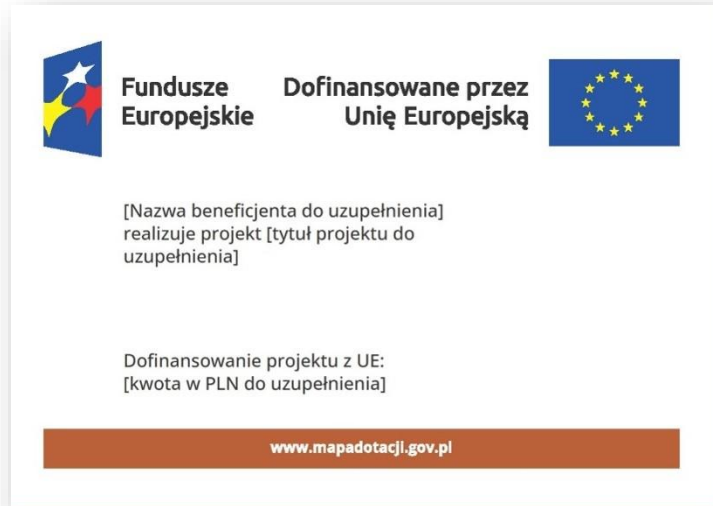 Fundusze
Europejskie
Dofinansowane przez
Unię Europejską
[Nazwa beneficjenta do uzupełnienia]
realizuje projekt [tytuł projektu do
uzupełnienia]
Dofinansowanie projektu z UE:
[kwota w PLN do uzupełnienia]
www.mapadotacji.gov.pl